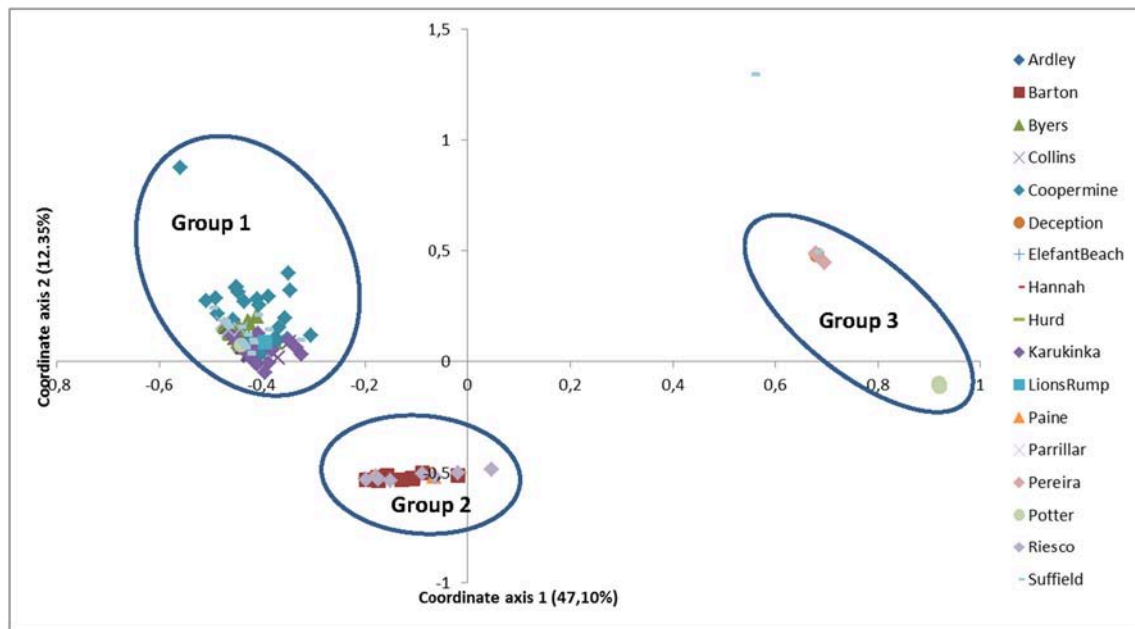 1,5
1
0,5
0
-0,5
-1
-0,8
-0,6
-0,4
-0,2
0
0,2
0,4
0,6
0,8
1
Coordinate axis 2 (12.35%)
Coordinate axis 1 (47,10%)
Group 1
Group 2
Group 3
Ardley
Barton
Byers
Collins
Coopermine
Deception
ElefantBeach
Hannah
Hurd
Karukinka
LionsRump
Paine
Parrillar
Pereira
Potter
Riesco
Suffield